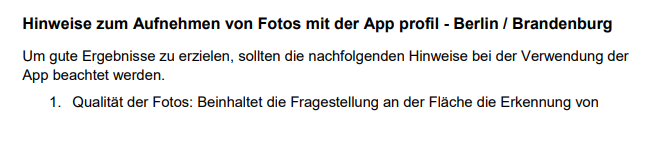 Hinweise zum Aufnehmen von Fotos mit der App profil - Berlin / Brandenburg
Um gute Ergebnisse zu erzielen, sollten die nachfolgenden Hinweise bei der Verwendung der
App beachtet werden.
1. Qualität der Fotos: Beinhaltet die Fragestellung an der Fläche die Erkennung von